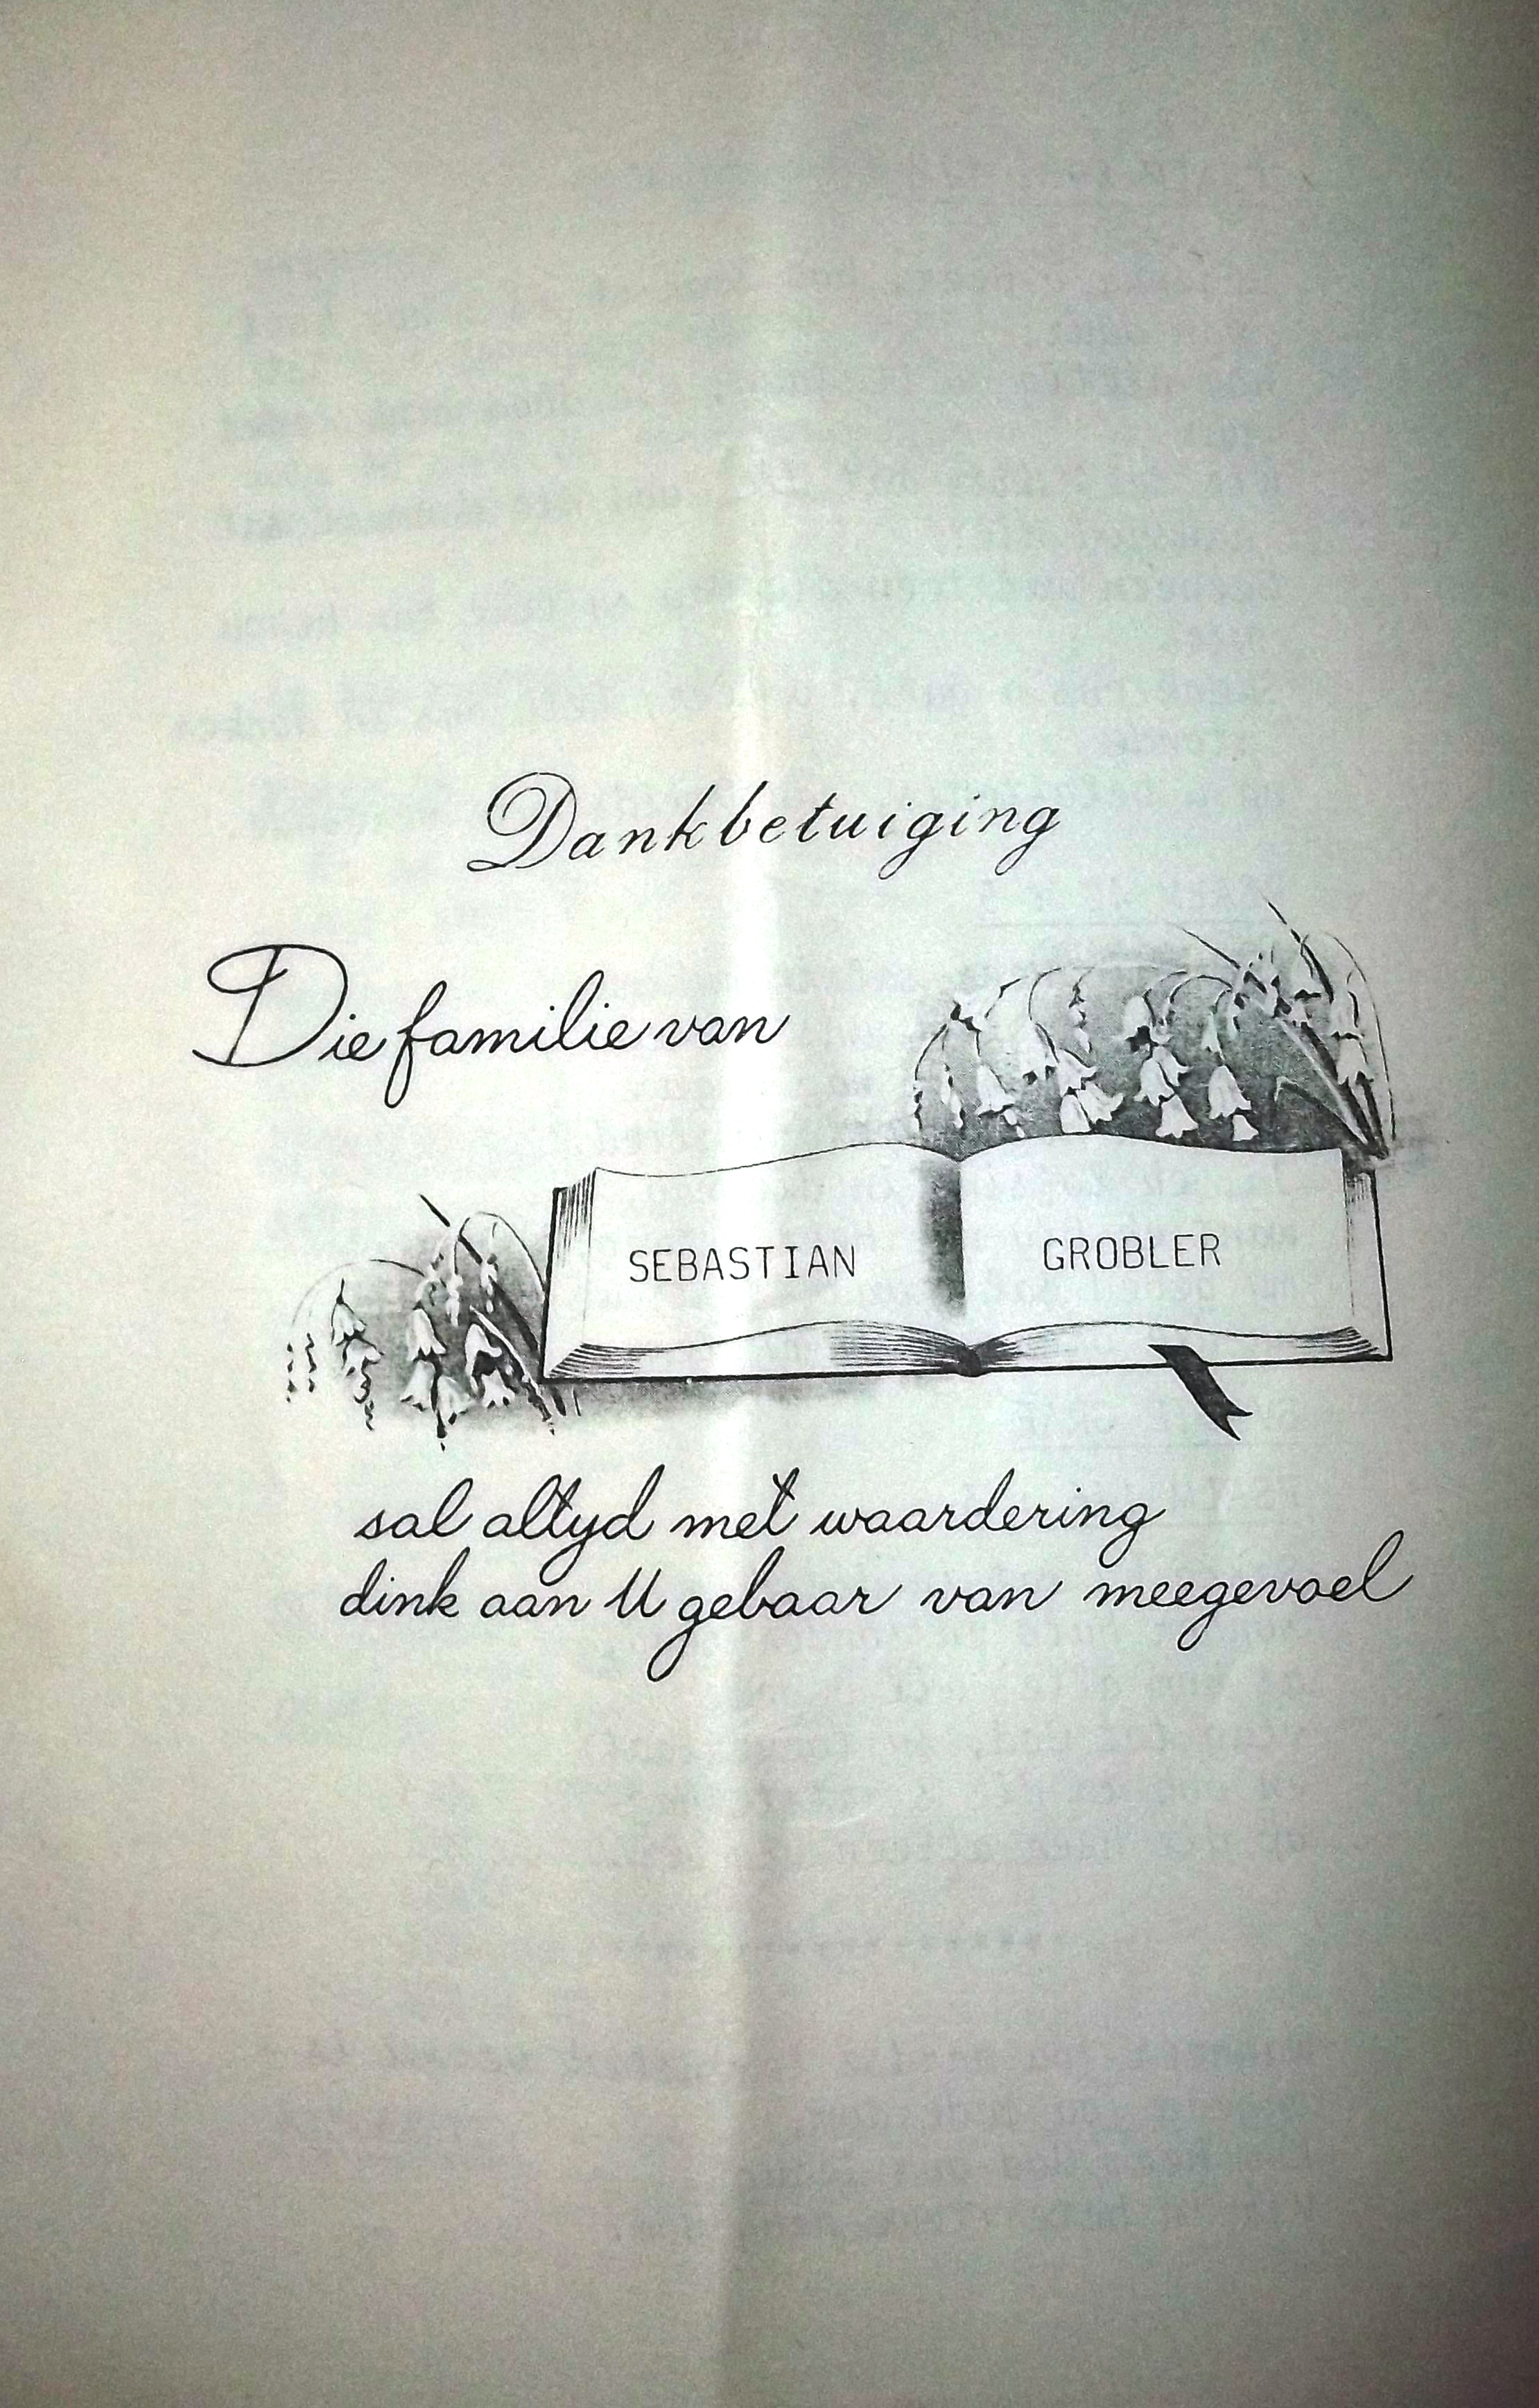 Dankbetuiging
Die familie van
SEBASTIAN GROBLER
sal altyd met waardering
dink aan U gebaar van meegevoel